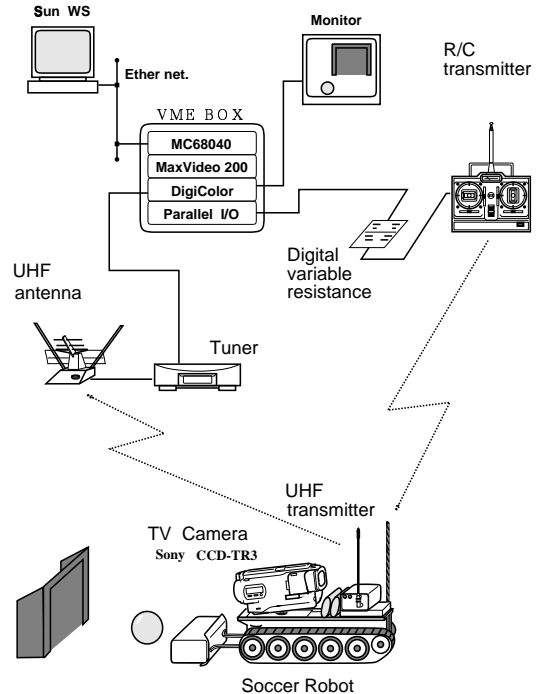 Sun WS
Monitor
R/C
transmitter
Ether net.
VME BOX
MC68040
MaxVideo 200
DigiColor
Parallel I/O
Digital
variable
resistance
UHF
antenna
Tuner
UHF
transmitter
TV Camera
Sony CCD-TR3
Soccer Robot